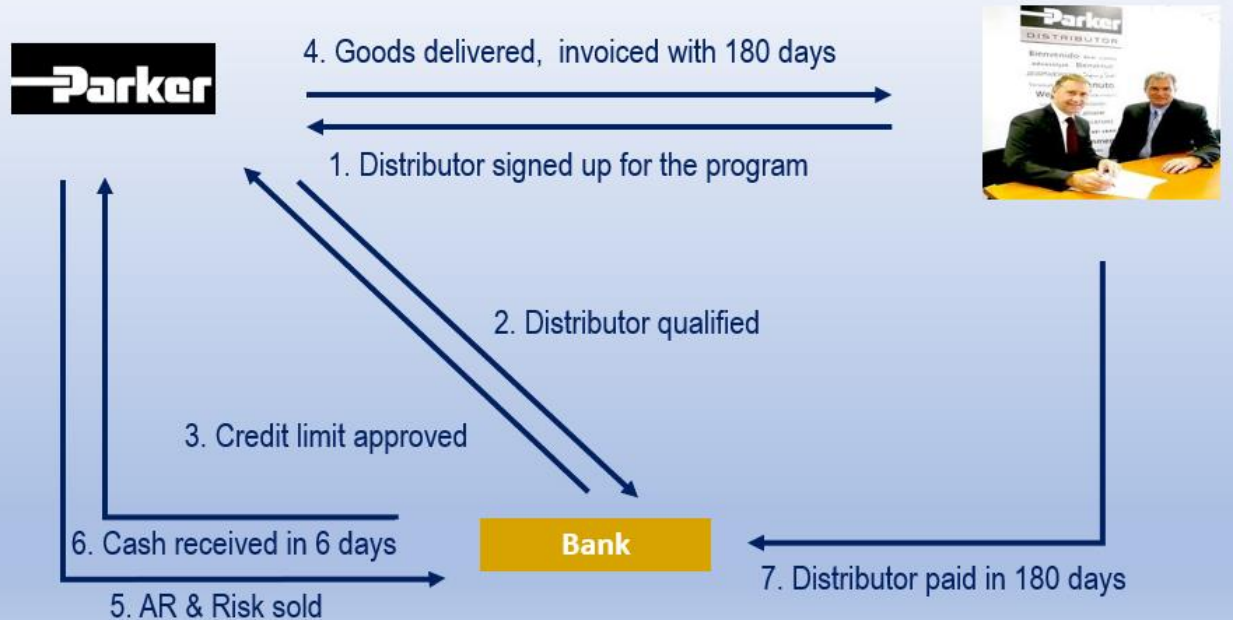 Parker
4. Goods delivered, invoiced with 180 days
Parker
DISTRIBUTOR
Bienvenido
1. Distributor signed up for the program
2. Distributor qualified
3. Credit limit approved
6. Cash received in 6 days
Bank
7. Distributor paid in 180 days
5. AR & Risk sold